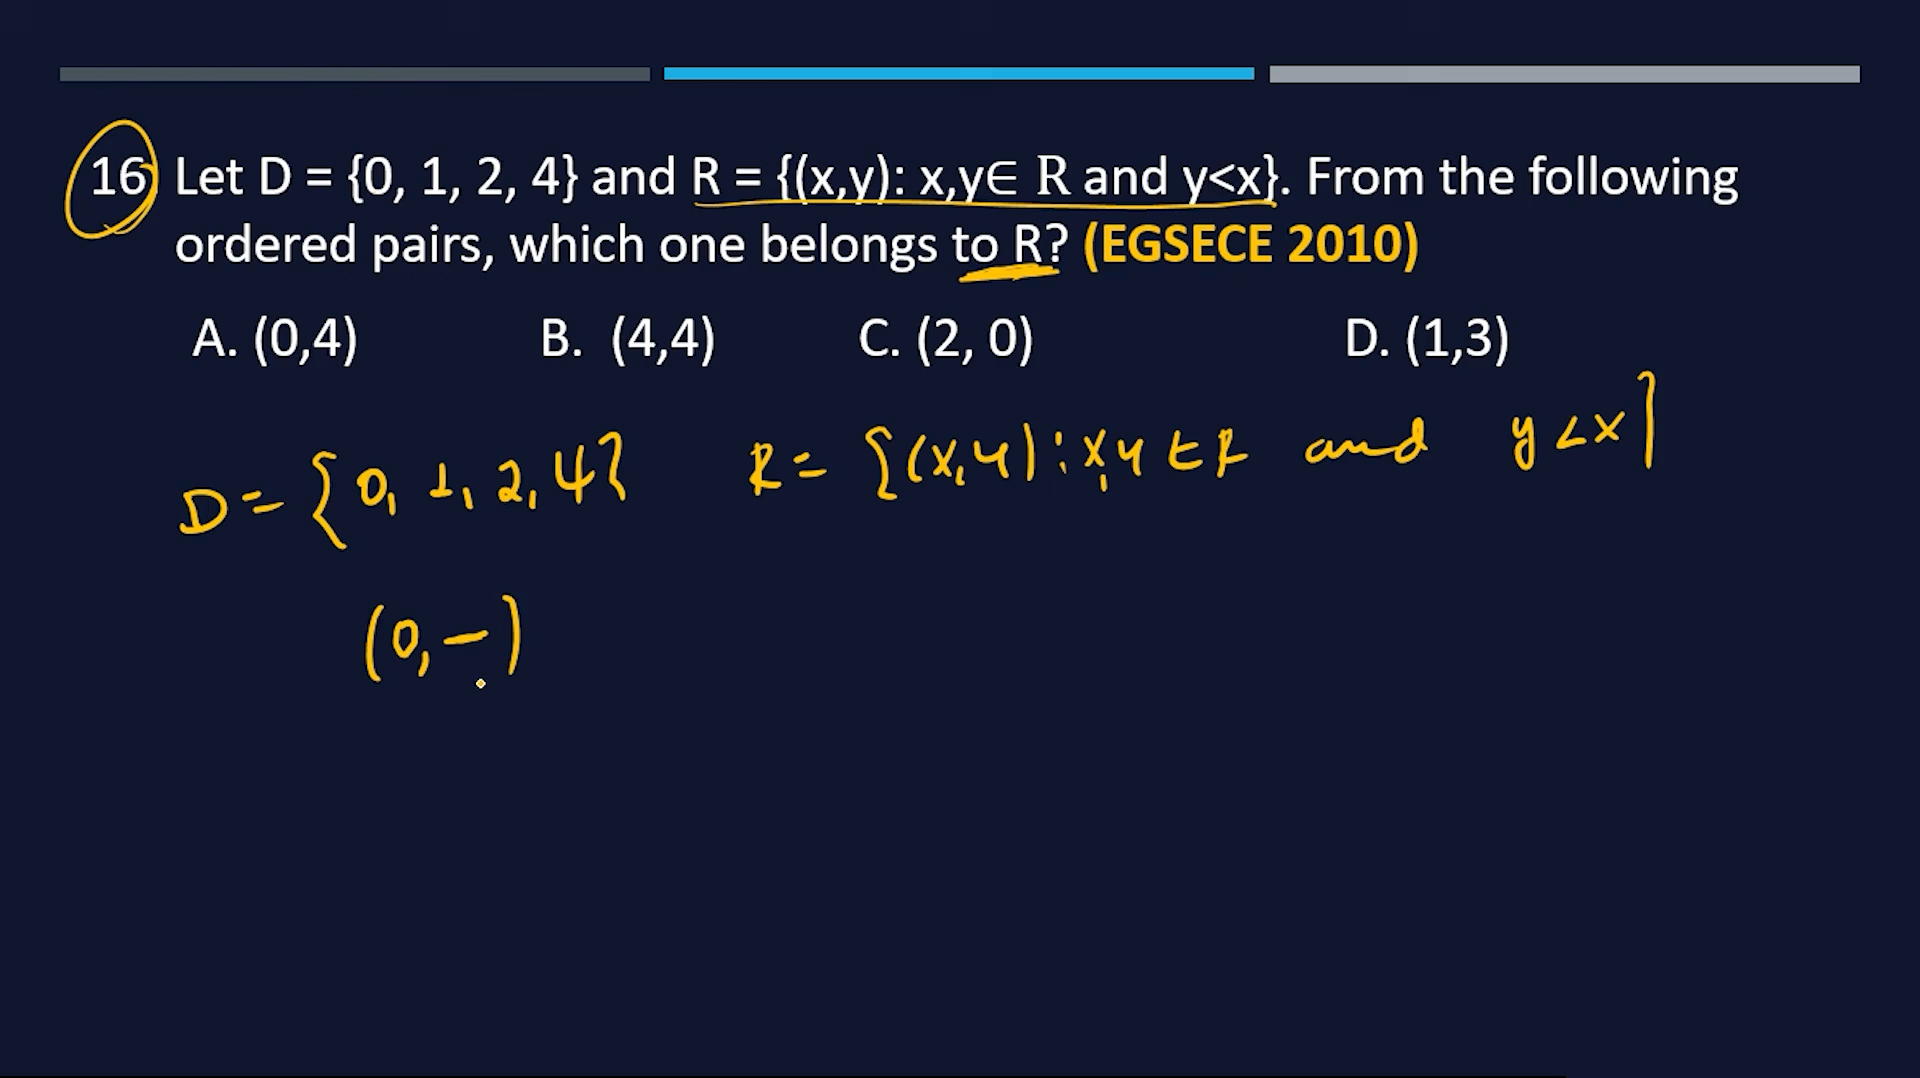 16. Let D = {0, 1, 2, 4} and R = {(x,y): x,y∈ ℝ and y<x}. From the following
ordered pairs, which one belongs to R? (EGSECE 2010)
A. (0,4) B. (4,4) C. (2, 0) D. (1,3)
D = {0, 1, 2, 4} R = {(x,y): x,y ∈ R and y < x}
(0, – )